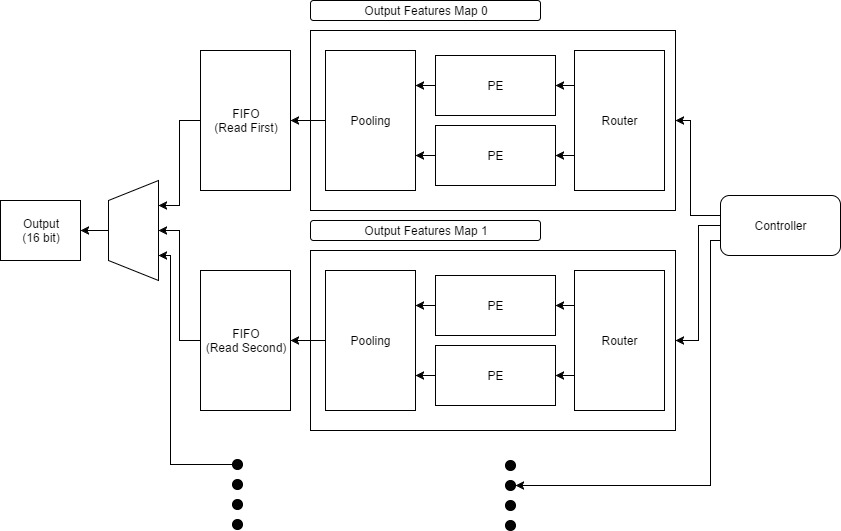 Output Features Map 0
FIFO
(Read First)
Pooling
PE
PE
Router
Output
(16 bit)
Output Features Map 1
Controller
FIFO
(Read Second)
Pooling
PE
PE
Router